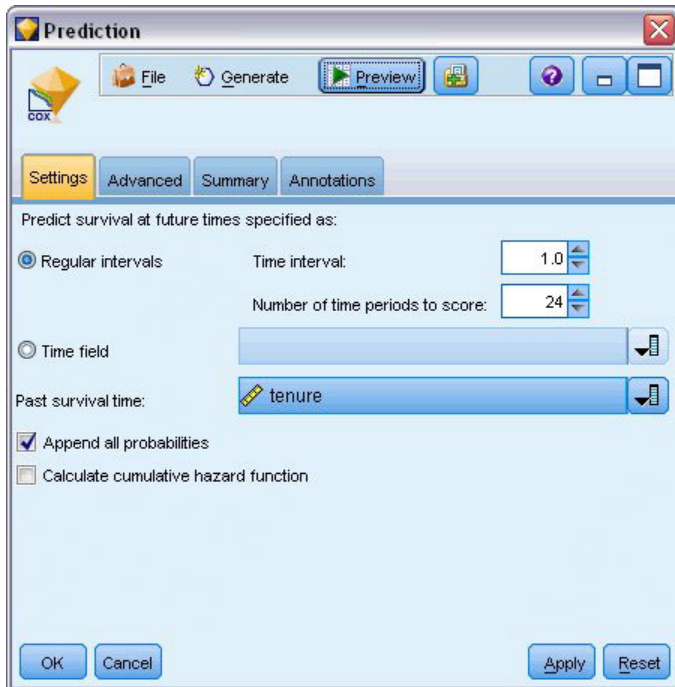 Prediction
COX
File Generate Preview
Settings Advanced Summary Annotations
Predict survival at future times specified as:
Regular intervals Time interval: 1.0
Number of time periods to score: 24
Time field
Past survival time: tenure
Append all probabilities
Calculate cumulative hazard function
OK Cancel Apply Reset